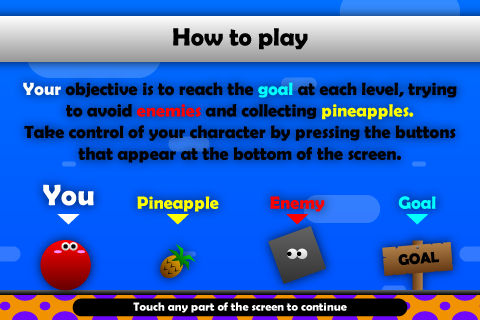 How to play
Your objective is to reach the goal at each level, trying
to avoid enemies and collecting pineapples.
Take control of your character by pressing the buttons
that appear at the bottom of the screen.
You
Pineapple
Enemy
Goal
GOAL
Touch any part of the screen to continue